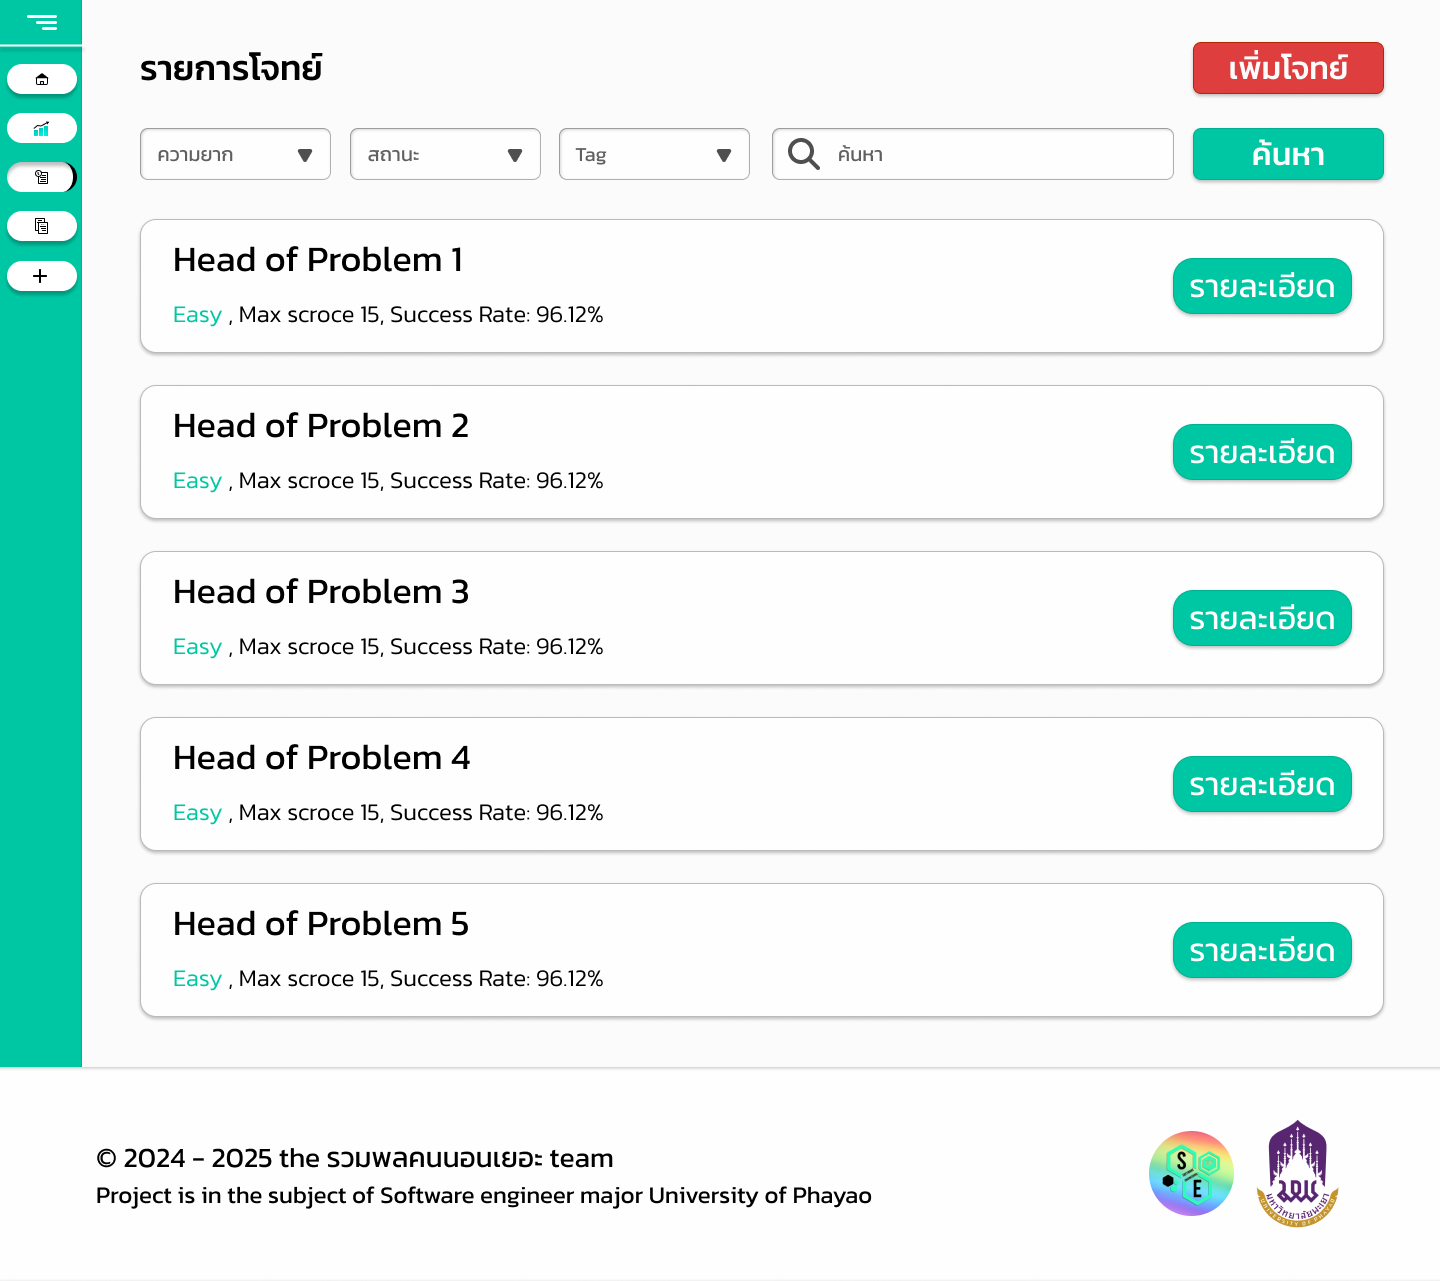 รายการโจทย์
เพิ่มโจทย์
ความยาก
สถานะ
Tag
ค้นหา
ค้นหา
Head of Problem 1
Easy , Max scroce 15, Success Rate: 96.12%
รายละเอียด
Head of Problem 2
Easy , Max scroce 15, Success Rate: 96.12%
รายละเอียด
Head of Problem 3
Easy , Max scroce 15, Success Rate: 96.12%
รายละเอียด
Head of Problem 4
Easy , Max scroce 15, Success Rate: 96.12%
รายละเอียด
Head of Problem 5
Easy , Max scroce 15, Success Rate: 96.12%
รายละเอียด
© 2024 - 2025 the รวมพลคนนอนเยอะ team
Project is in the subject of Software engineer major University of Phayao
S
E
มหาวิทยาลัยพะเยา
UNIVERSITY OF PHAYAO